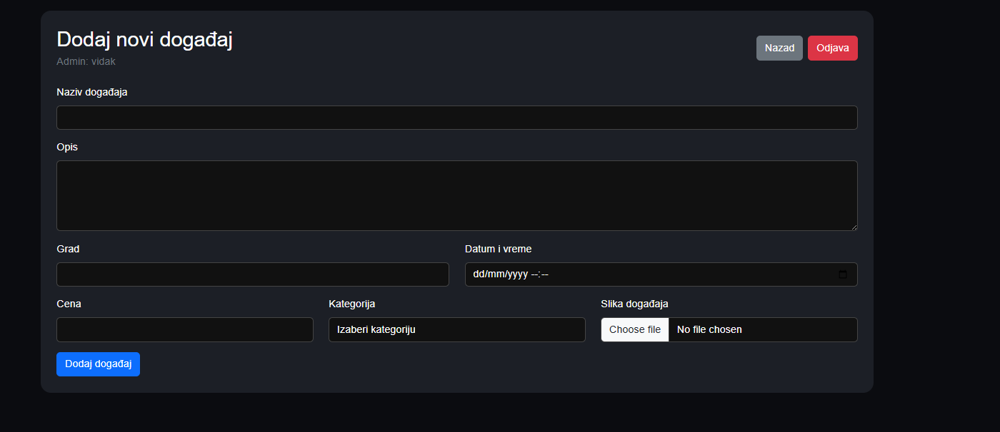 Dodaj novi događaj
Admin: vidak
Nazad
Odjava
Naziv događaja
Opis
Grad
Datum i vreme
dd/mm/yyyy --:--
Cena
Kategorija
Slika događaja
Izaberi kategoriju
Choose file
No file chosen
Dodaj događaj